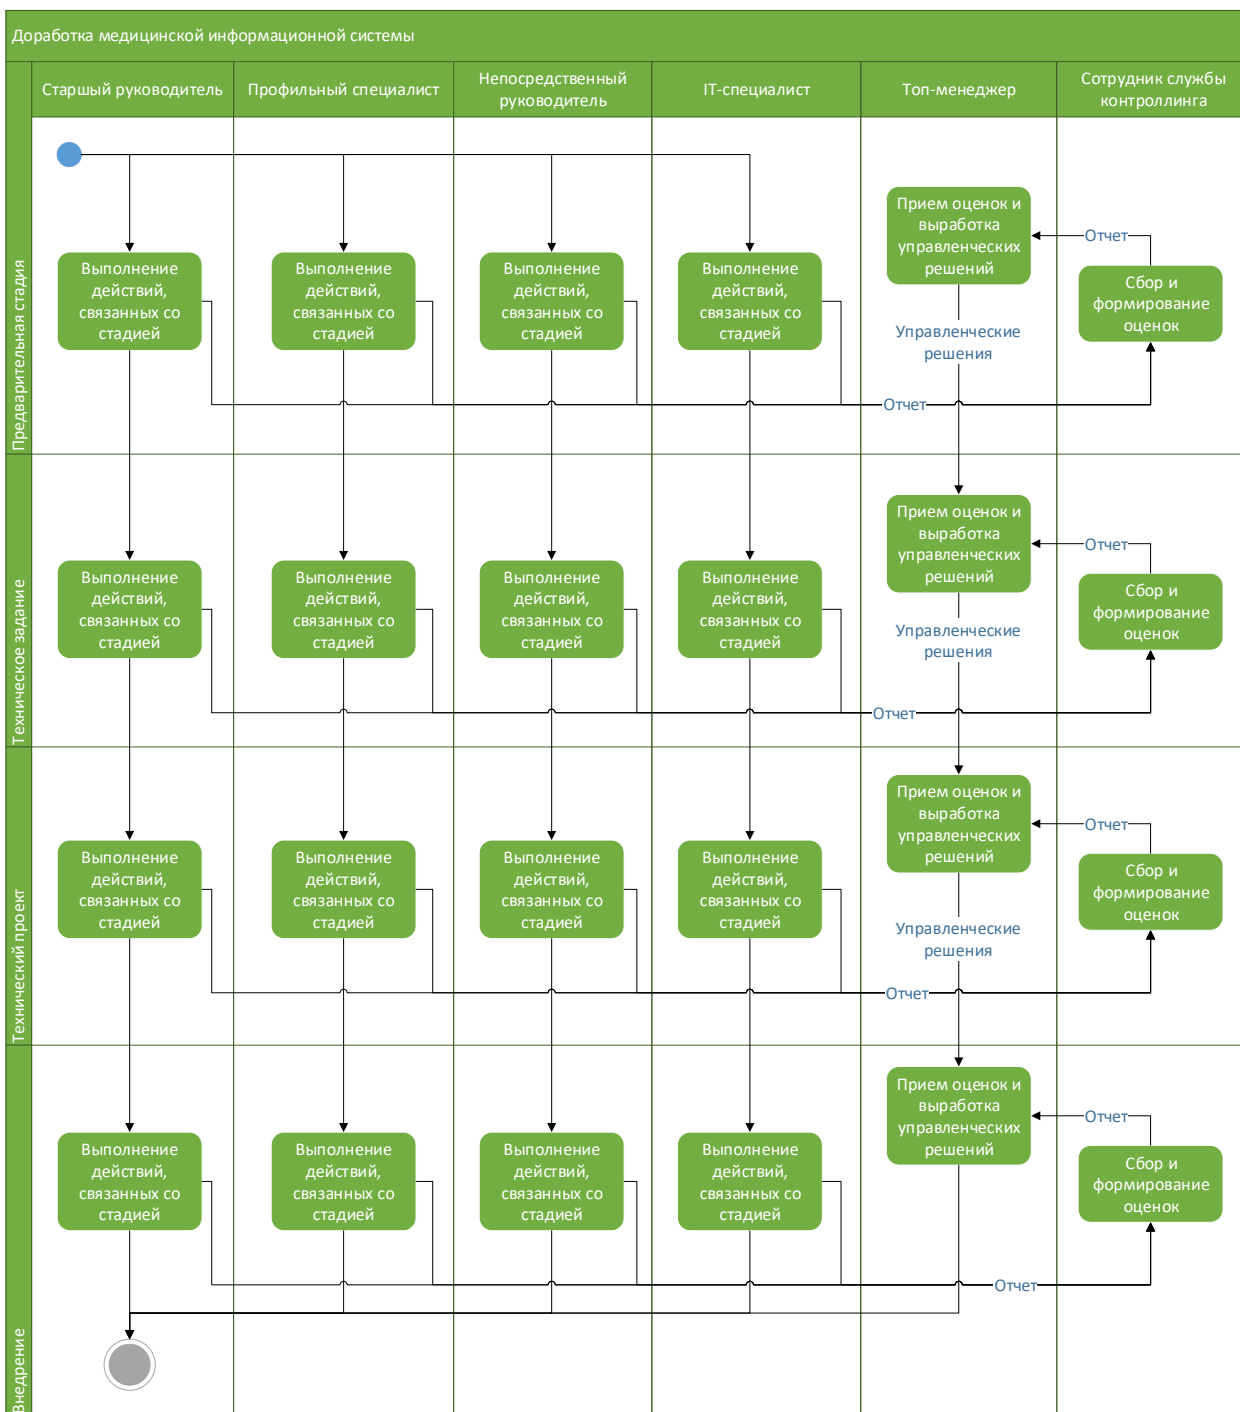 Доработка медицинской информационной системы
Старшый руководитель
Профильный специалист
Непосредственный
руководитель
IT-специалист
Топ-менеджер
Сотрудник службы
контроллинга
Предварительная стадия
Выполнение
действий,
связанных со
стадией
Выполнение
действий,
связанных со
стадией
Выполнение
действий,
связанных со
стадией
Выполнение
действий,
связанных со
стадией
Прием оценок и
выработка
управленческих
решений
Отчет
Сбор и
формирование
оценок
Управленческие
решения
Отчет
Техническое задание
Выполнение
действий,
связанных со
стадией
Выполнение
действий,
связанных со
стадией
Выполнение
действий,
связанных со
стадией
Выполнение
действий,
связанных со
стадией
Прием оценок и
выработка
управленческих
решений
Отчет
Сбор и
формирование
оценок
Управленческие
решения
Отчет
Технический проект
Выполнение
действий,
связанных со
стадией
Выполнение
действий,
связанных со
стадией
Выполнение
действий,
связанных со
стадией
Выполнение
действий,
связанных со
стадией
Прием оценок и
выработка
управленческих
решений
Отчет
Сбор и
формирование
оценок
Управленческие
решения
Отчет
Внедрение
Выполнение
действий,
связанных со
стадией
Выполнение
действий,
связанных со
стадией
Выполнение
действий,
связанных со
стадией
Выполнение
действий,
связанных со
стадией
Прием оценок и
выработка
управленческих
решений
Отчет
Сбор и
формирование
оценок
Отчет